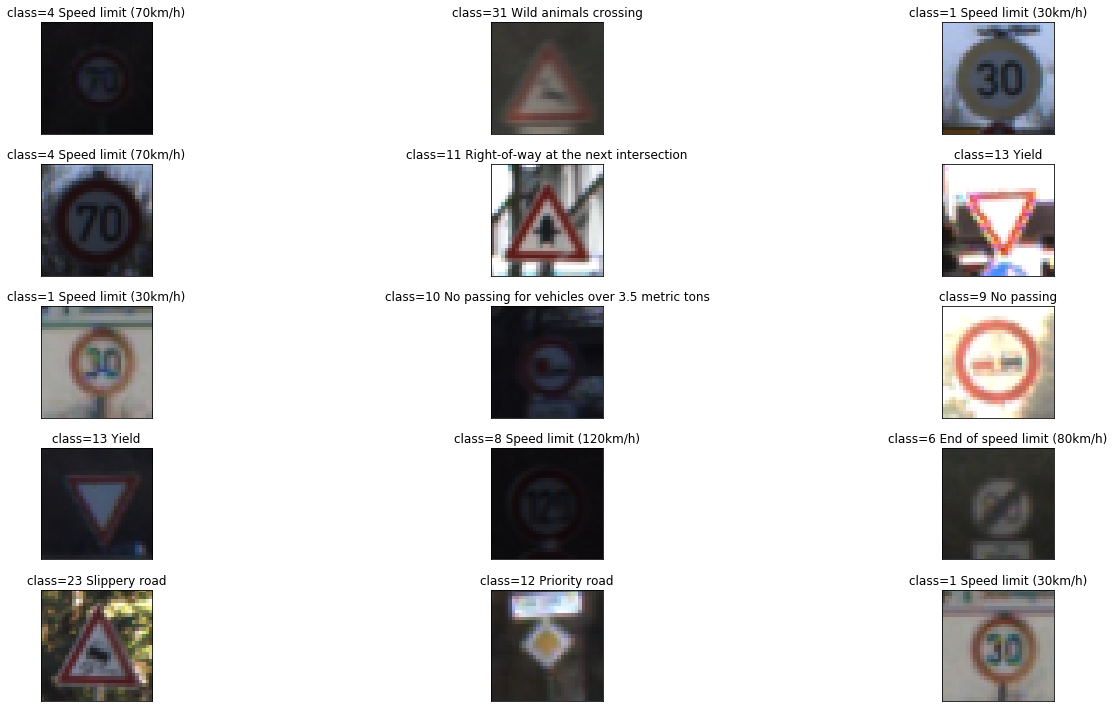 class=4 Speed limit (70km/h)
class=31 Wild animals crossing
class=1 Speed limit (30km/h)
70
30
class=4 Speed limit (70km/h)
class=11 Right-of-way at the next intersection
class=13 Yield
70
class=1 Speed limit (30km/h)
class=10 No passing for vehicles over 3.5 metric tons
class=9 No passing
30
class=13 Yield
class=8 Speed limit (120km/h)
class=6 End of speed limit (80km/h)
120
class=23 Slippery road
class=12 Priority road
class=1 Speed limit (30km/h)
30